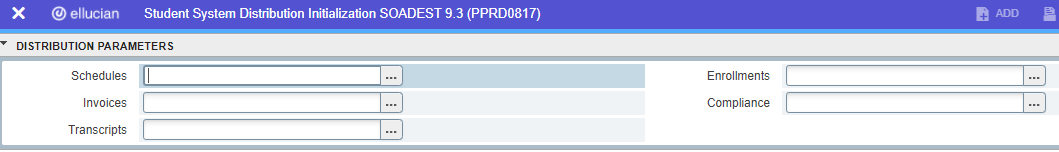 ellucian Student System Distribution Initialization SOADEST 9.3 (PPRD0817) ADD
DISTRIBUTION PARAMETERS
Schedules ... Enrollments ...
Invoices ... Compliance ...
Transcripts ...